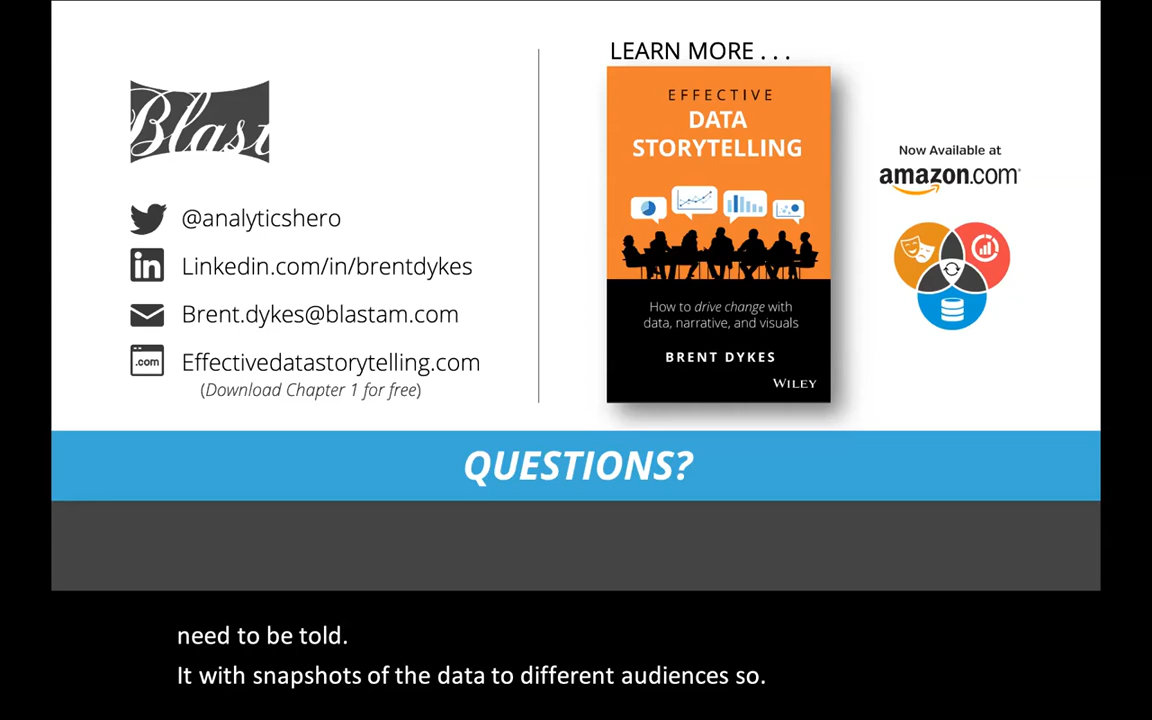 Blast
@analyticshero
Linkedin.com/in/brentdykes
Brent.dykes@blastam.com
.com
Effectivedatastorytelling.com
(Download Chapter 1 for free)
LEARN MORE . . .
EFFECTIVE
DATA
STORYTELLING
How to drive change with
data, narrative, and visuals
BRENT DYKES
WILEY
Now Available at
amazon.com
QUESTIONS?
need to be told.
It with snapshots of the data to different audiences so.